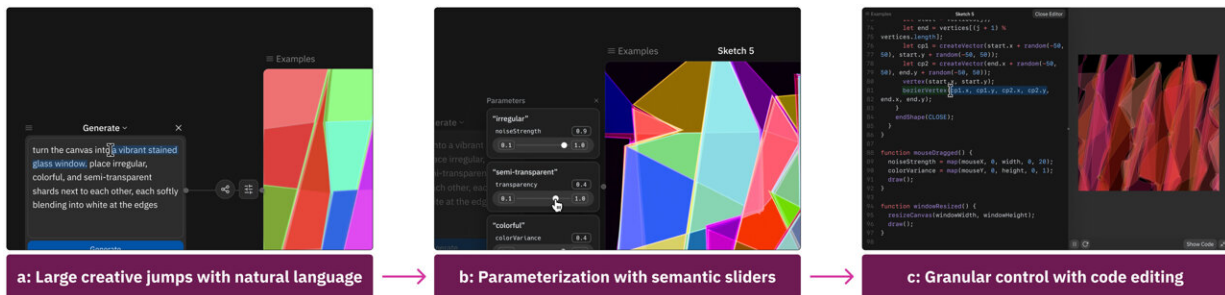 Examples
Generate
turn the canvas into a vibrant stained
glass window. place irregular,
colorful, and semi-transparent
shards next to each other, each softly
blending into white at the edges
Generate
a: Large creative jumps with natural language
Examples
Sketch 5
Parameters
"irregular"
noiseStrength 0.9
0.1 1.0
"semi-transparent"
transparency 0.4
0.1 1.0
"colorful"
colorVariance 0.4
b: Parameterization with semantic sliders
Examples
Sketch 5
Close Editor
74 let end = vertices[(j + 1) %
vertices.length];
let cp1 = createVector(start.x + random(-50,
50), start.y + random(-50, 50));
let cp2 = createVector(end.x + random(-50,
50), end.y + random(-50, 50));
vertex(start.x, start.y);
bezierVertex(cp1.x, cp1.y, cp2.x, cp2.y,
end.x, end.y);
}
endShape(CLOSE);
}
}
function mouseDragged() {
noiseStrength = map(mouseX, 0, width, 0, 20);
colorVariance = map(mouseX, 0, height, 0, 1);
draw();
}
function windowResized() {
resizeCanvas(windowWidth, windowHeight);
draw();
}
Show Code
c: Granular control with code editing